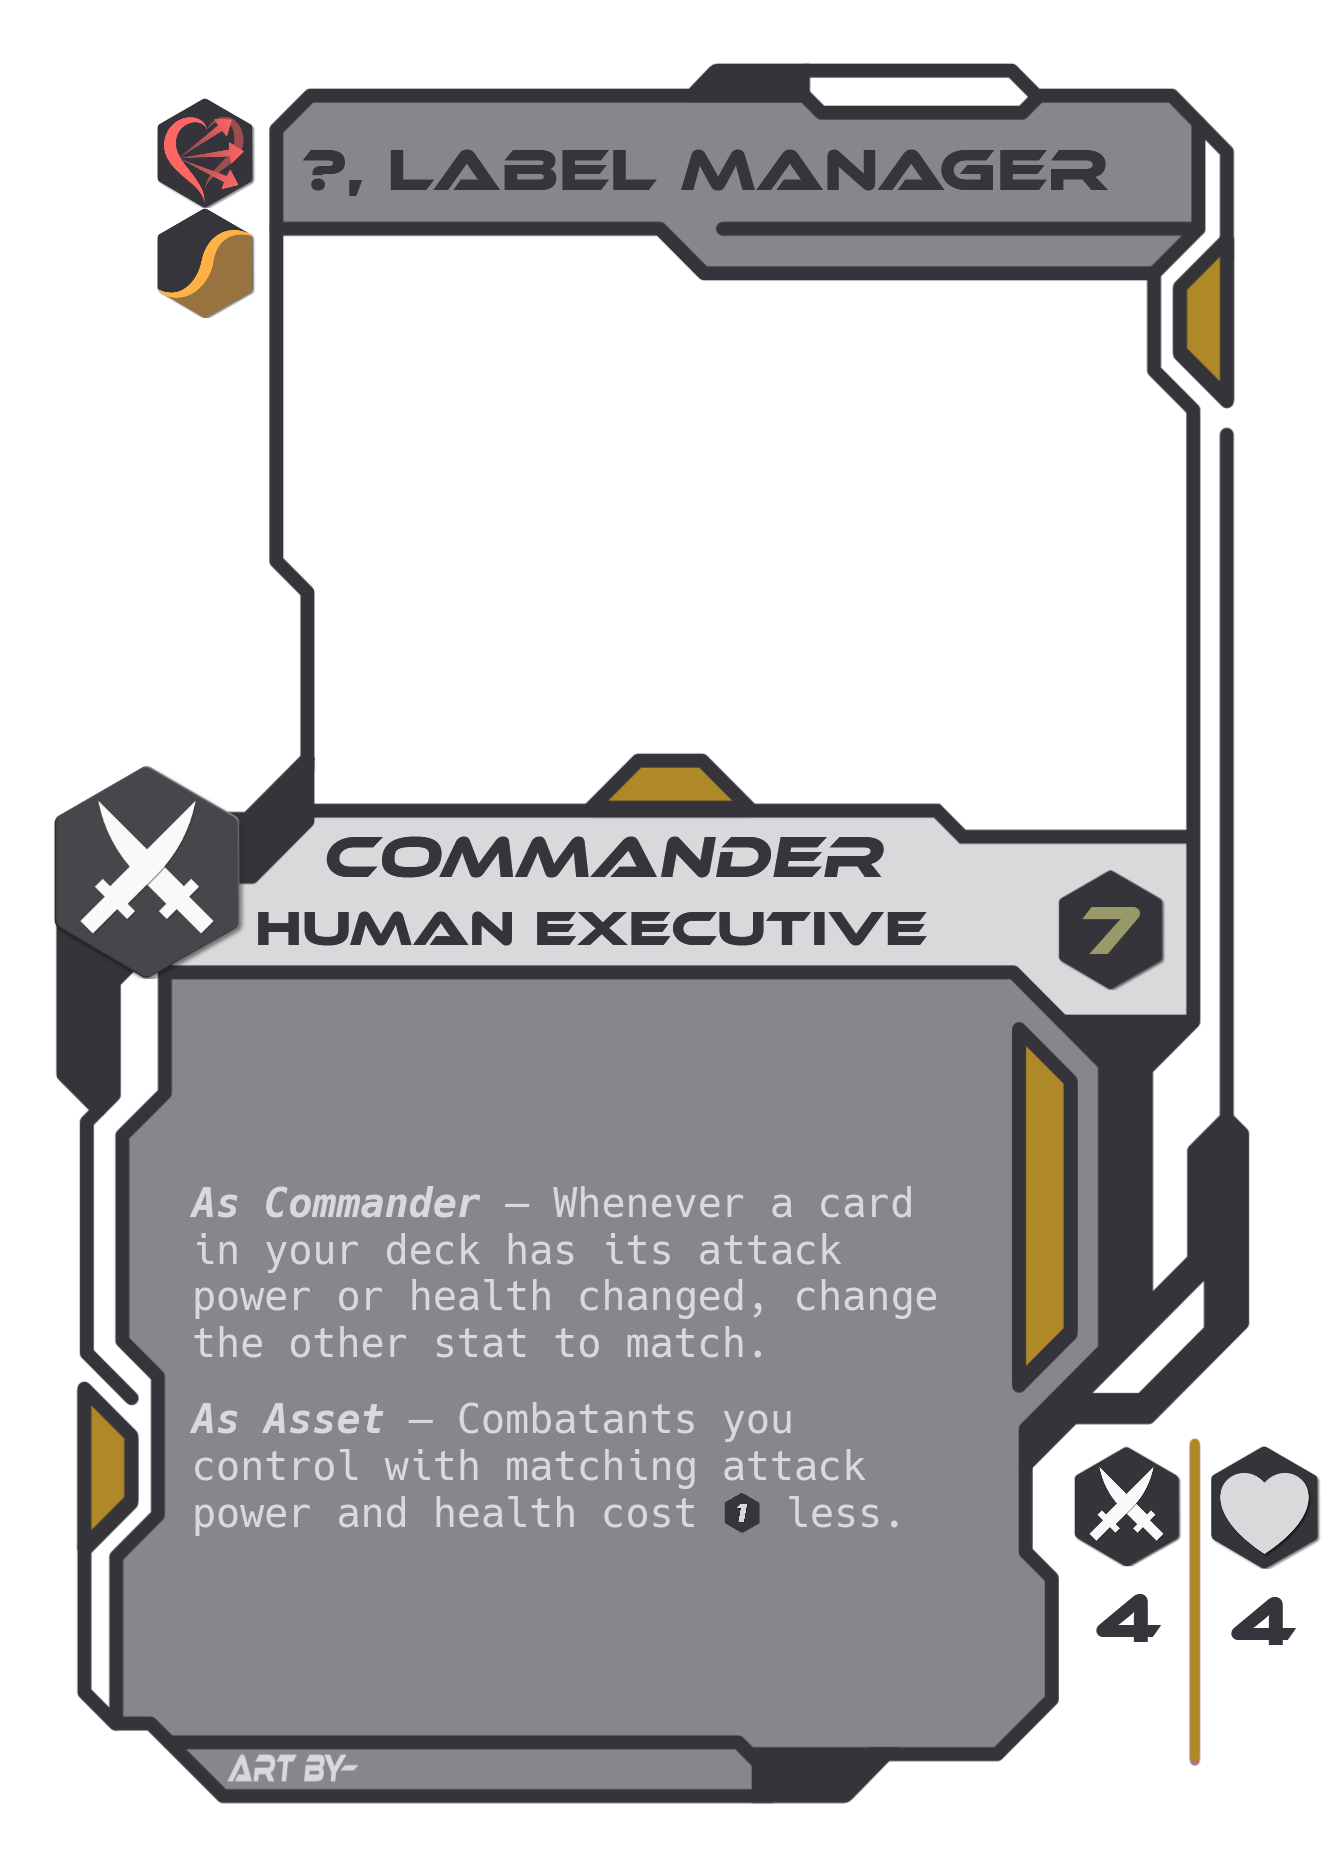 ?, LABEL MANAGER
COMMANDER
HUMAN EXECUTIVE
7
As Commander – Whenever a card
in your deck has its attack
power or health changed, change
the other stat to match.
As Asset – Combatants you
control with matching attack
power and health cost 1 less.
4
4
ART BY-